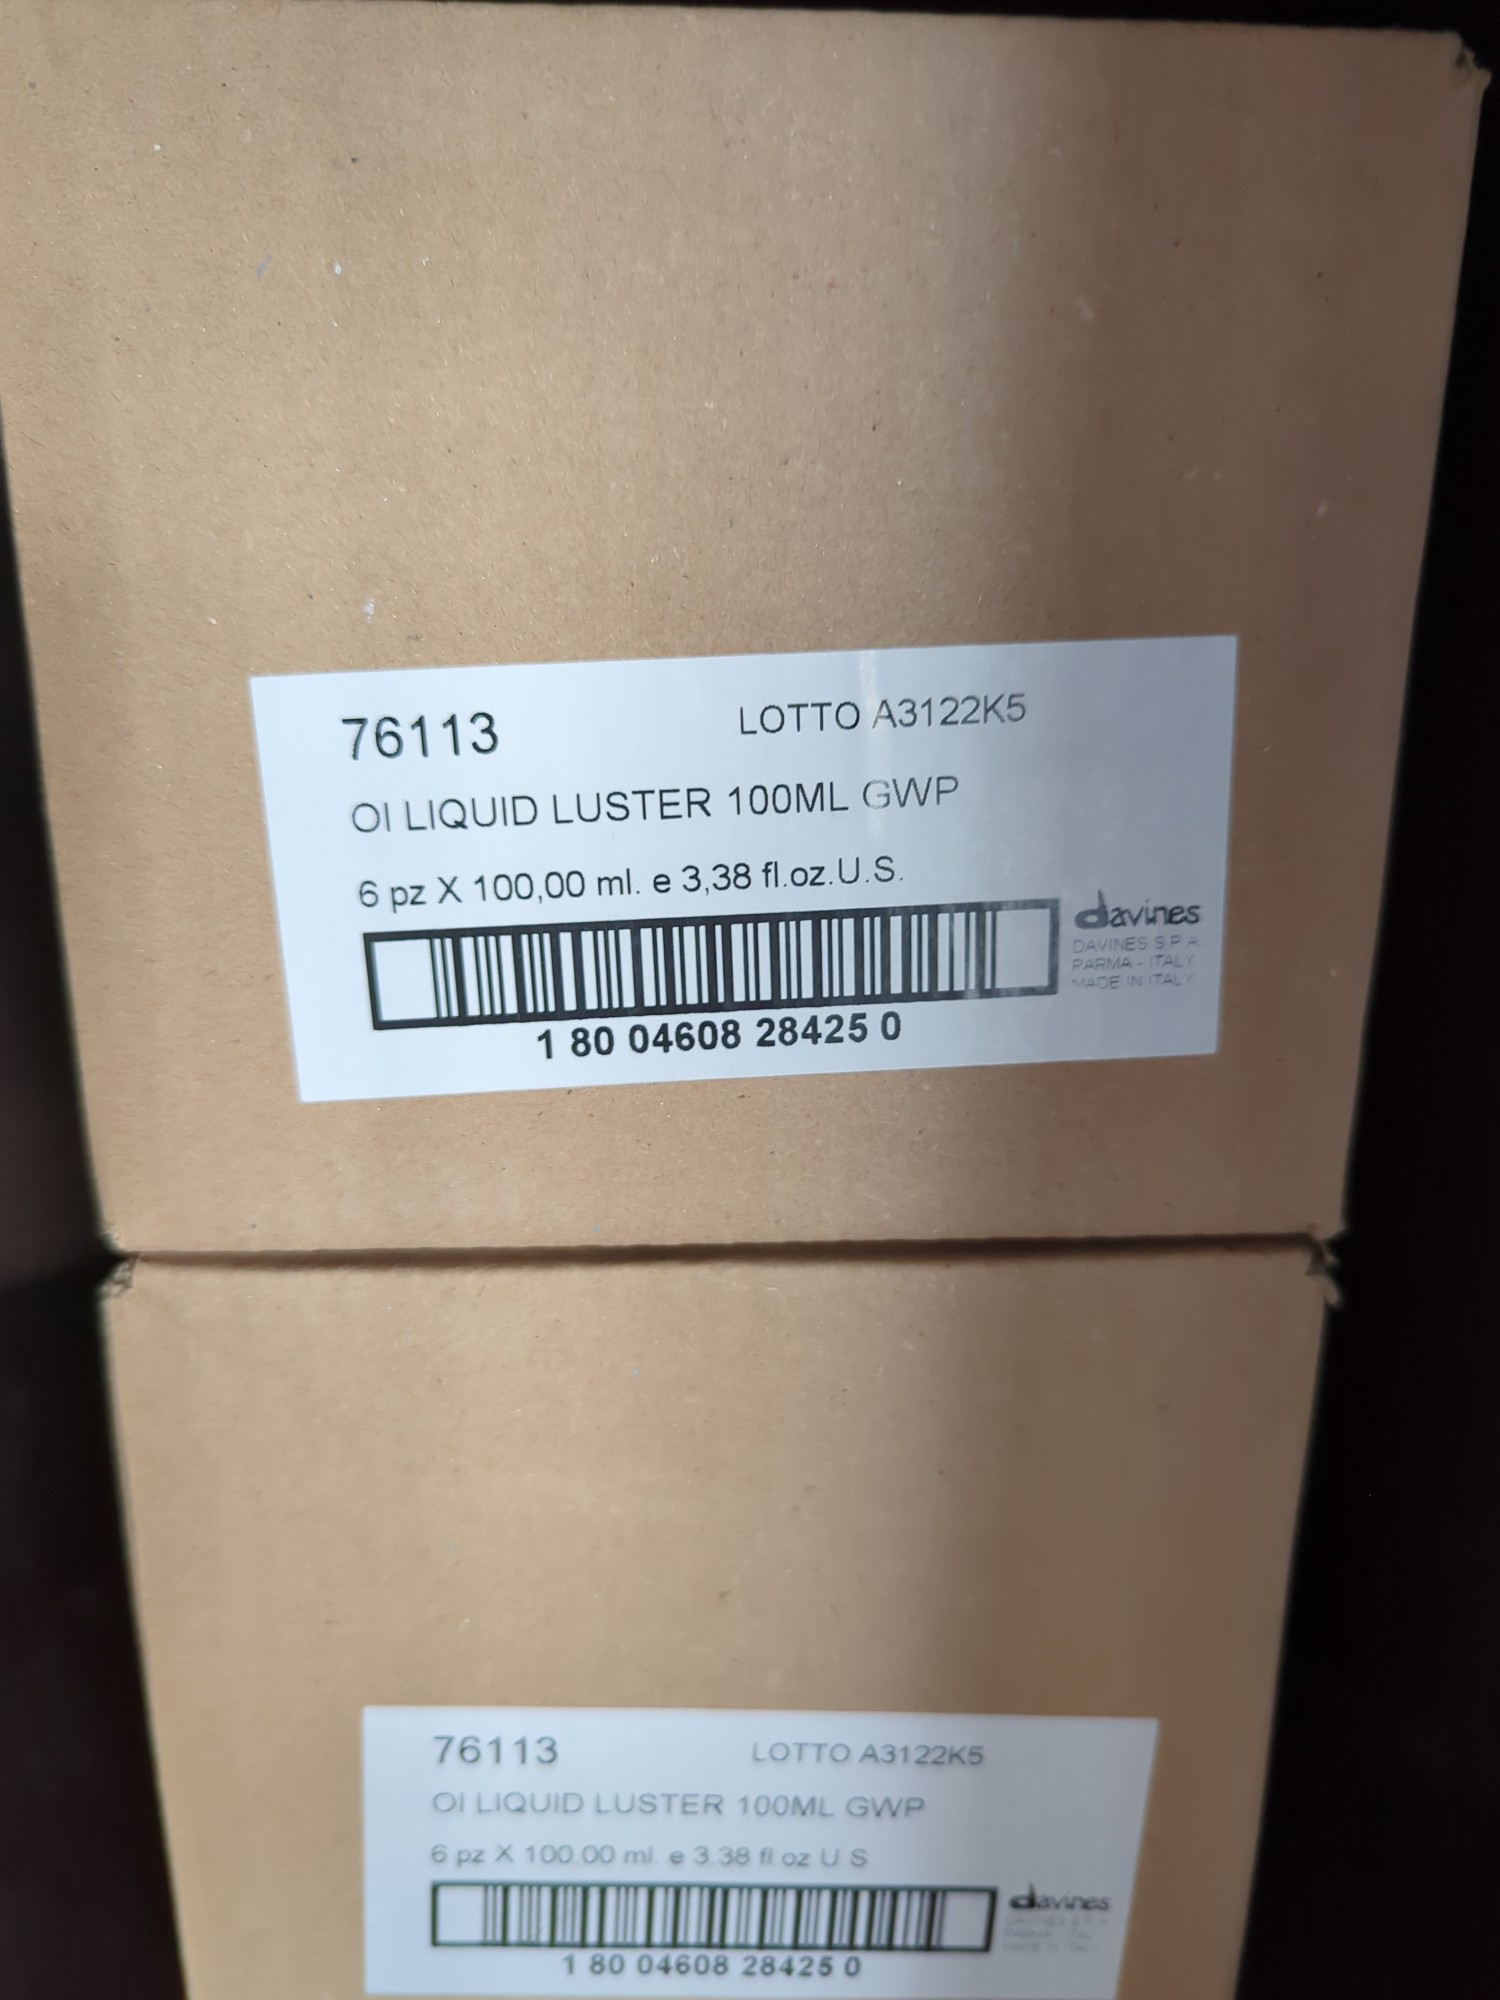 76113
LOTTO A3122K5
OI LIQUID LUSTER 100ML GWP
6 pz X 100,00 ml. e 3,38 fl.oz.U.S.
davines
DAVINES S.P.A.
PARMA - ITALY
MADE IN ITALY
1 80 04608 28425 0
76113
LOTTO A3122K5
OI LIQUID LUSTER 100ML GWP
6 pz X 100.00 ml. e 3.38 fl.oz U.S
davines
1 80 04608 28425 0